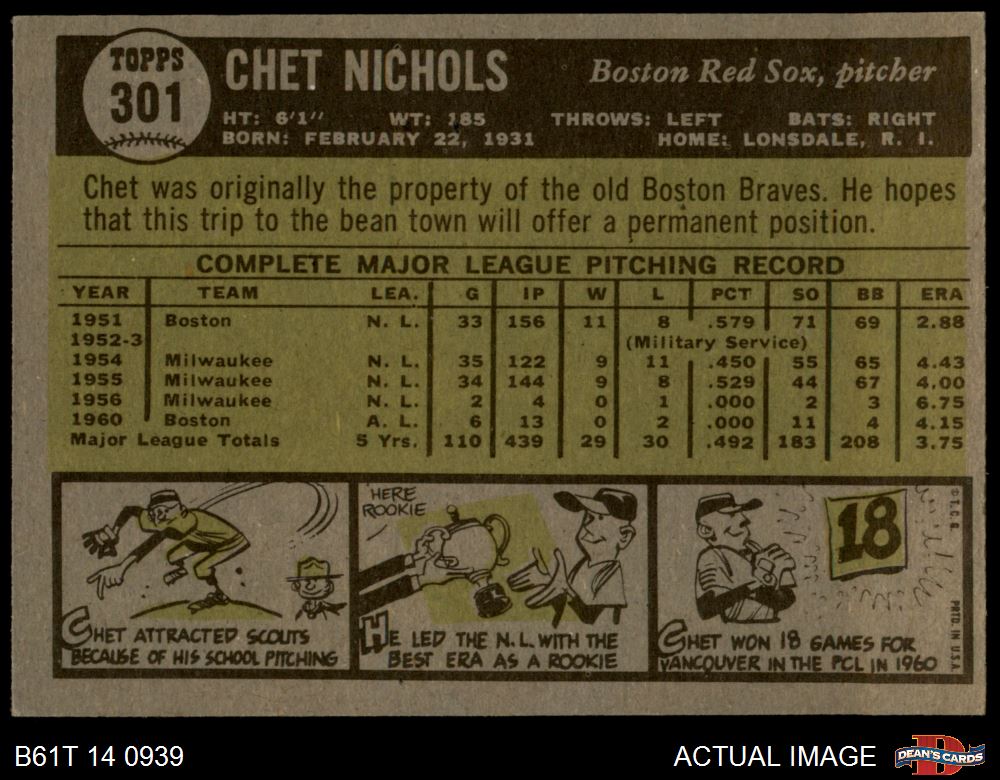 TOPPS
301
CHET NICHOLS
Boston Red Sox, pitcher
HT: 6'1" WT: 185 THROWS: LEFT BATS: RIGHT
BORN: FEBRUARY 22, 1931 HOME: LONSDALE, R. I.
Chet was originally the property of the old Boston Braves. He hopes
that this trip to the bean town will offer a permanent position.
COMPLETE MAJOR LEAGUE PITCHING RECORD
YEAR TEAM LEA. G IP W L PCT SO BB ERA
1951 Boston N. L. 33 156 11 8 .579 71 69 2.88
1952-3 (Military Service)
1954 Milwaukee N. L. 35 122 9 11 .450 55 65 4.43
1955 Milwaukee N. L. 34 144 9 8 .529 44 67 4.00
1956 Milwaukee N. L. 2 4 0 1 .000 2 3 6.75
1960 Boston A. L. 6 13 0 2 .000 11 4 4.15
Major League Totals 5 Yrs. 110 439 29 30 .492 183 208 3.75
CHET ATTRACTED SCOUTS
BECAUSE OF HIS SCHOOL PITCHING
HERE
ROOKIE
HE LED THE N.L. WITH THE
BEST ERA AS A ROOKIE
18
CHET WON 18 GAMES FOR
VANCOUVER IN THE PCL IN 1960
© T. C. G.
PRTD. IN U.S.A.
B61T 14 0939
ACTUAL IMAGE
DEAN'S CARDS